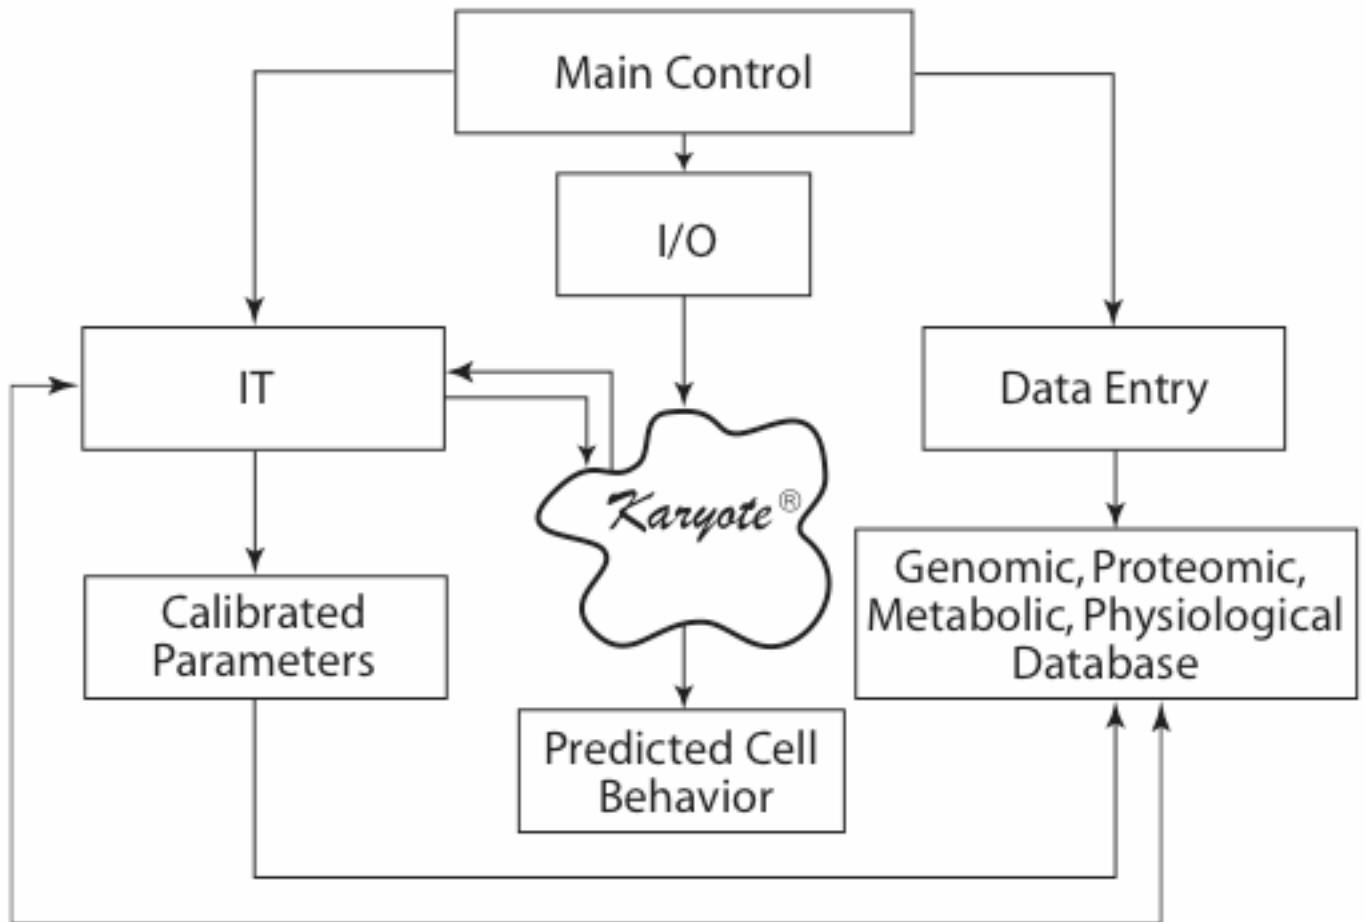 Main Control
I/O
IT
Data Entry
Karyote®
Genomic, Proteomic,
Metabolic, Physiological
Database
Calibrated
Parameters
Predicted Cell
Behavior